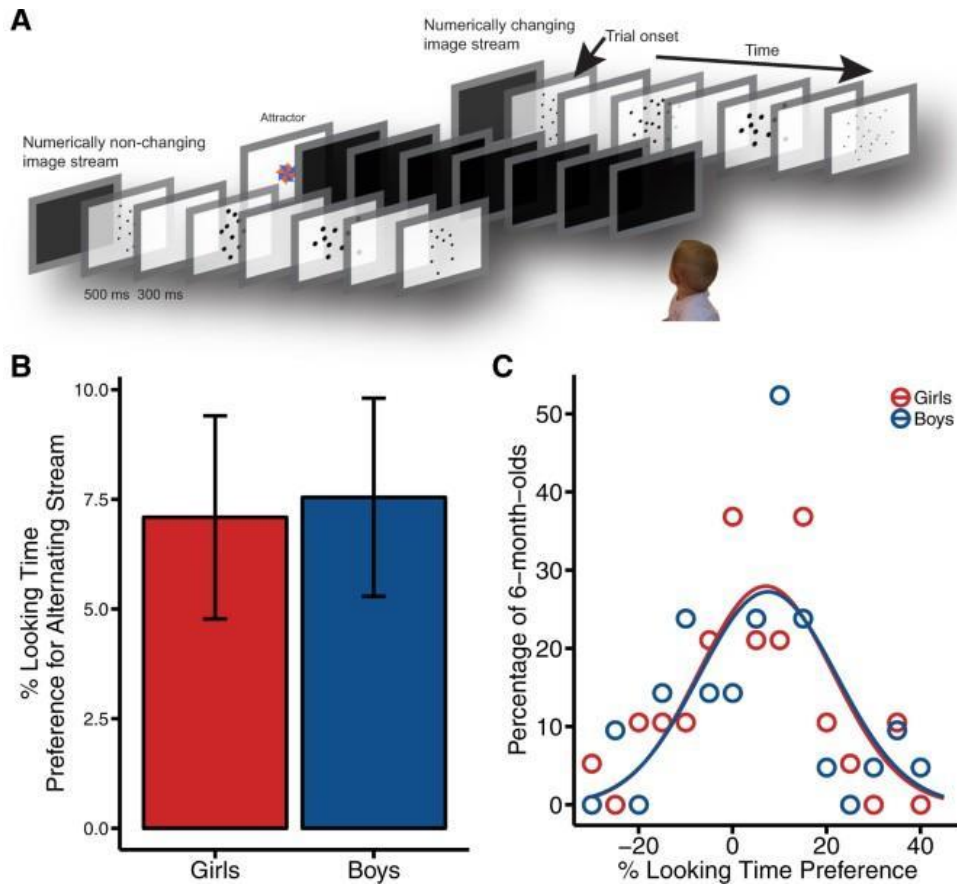 A
Numerically changing
image stream
Trial onset
Time
Attractor
Numerically non-changing
image stream
500 ms 300 ms
B
% Looking Time
Preference for Alternating Stream
10.0
7.5
5.0
2.5
0.0
Girls
Boys
C
Percentage of 6−month−olds
50
40
30
20
10
0
Girls
Boys
−20
0
20
40
% Looking Time Preference